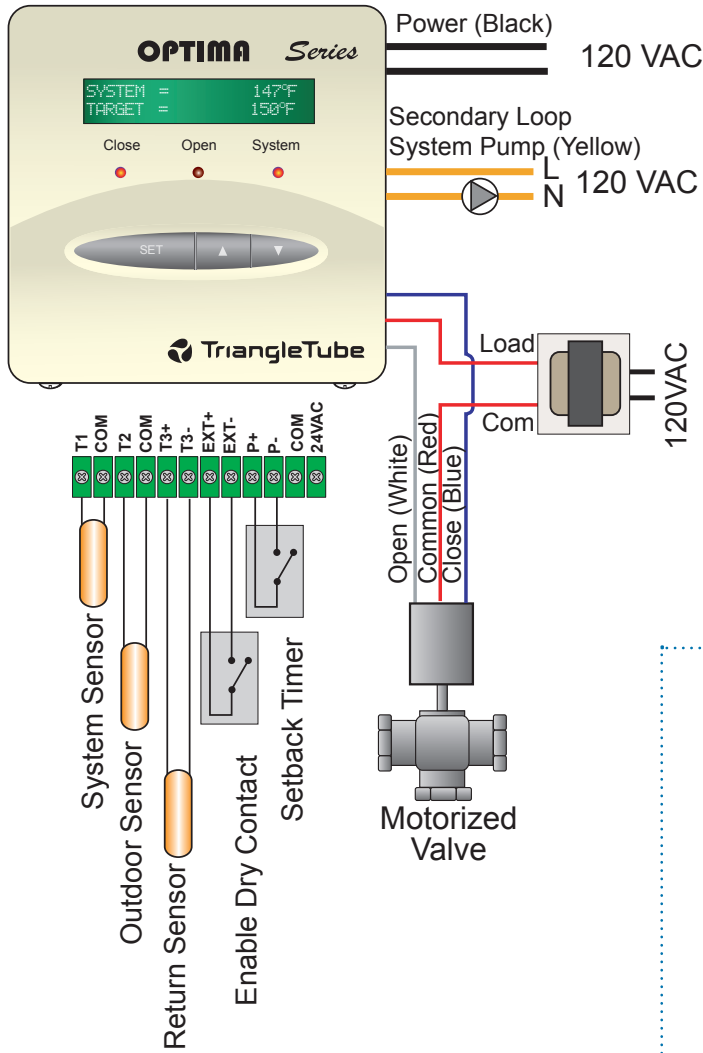 Power (Black)
120 VAC
OPTIMA Series
SYSTEM = 147°F
TARGET = 150°F
Close Open System
Secondary Loop
System Pump (Yellow)
L
N
120 VAC
SET
TriangleTube
Load
Com
120VAC
T1
COM
T2
COM
T3+
T3-
EXT+
EXT-
P+
P-
COM
24VAC
Open (White)
Common (Red)
Close (Blue)
System Sensor
Outdoor Sensor
Return Sensor
Enable Dry Contact
Setback Timer
Motorized
Valve